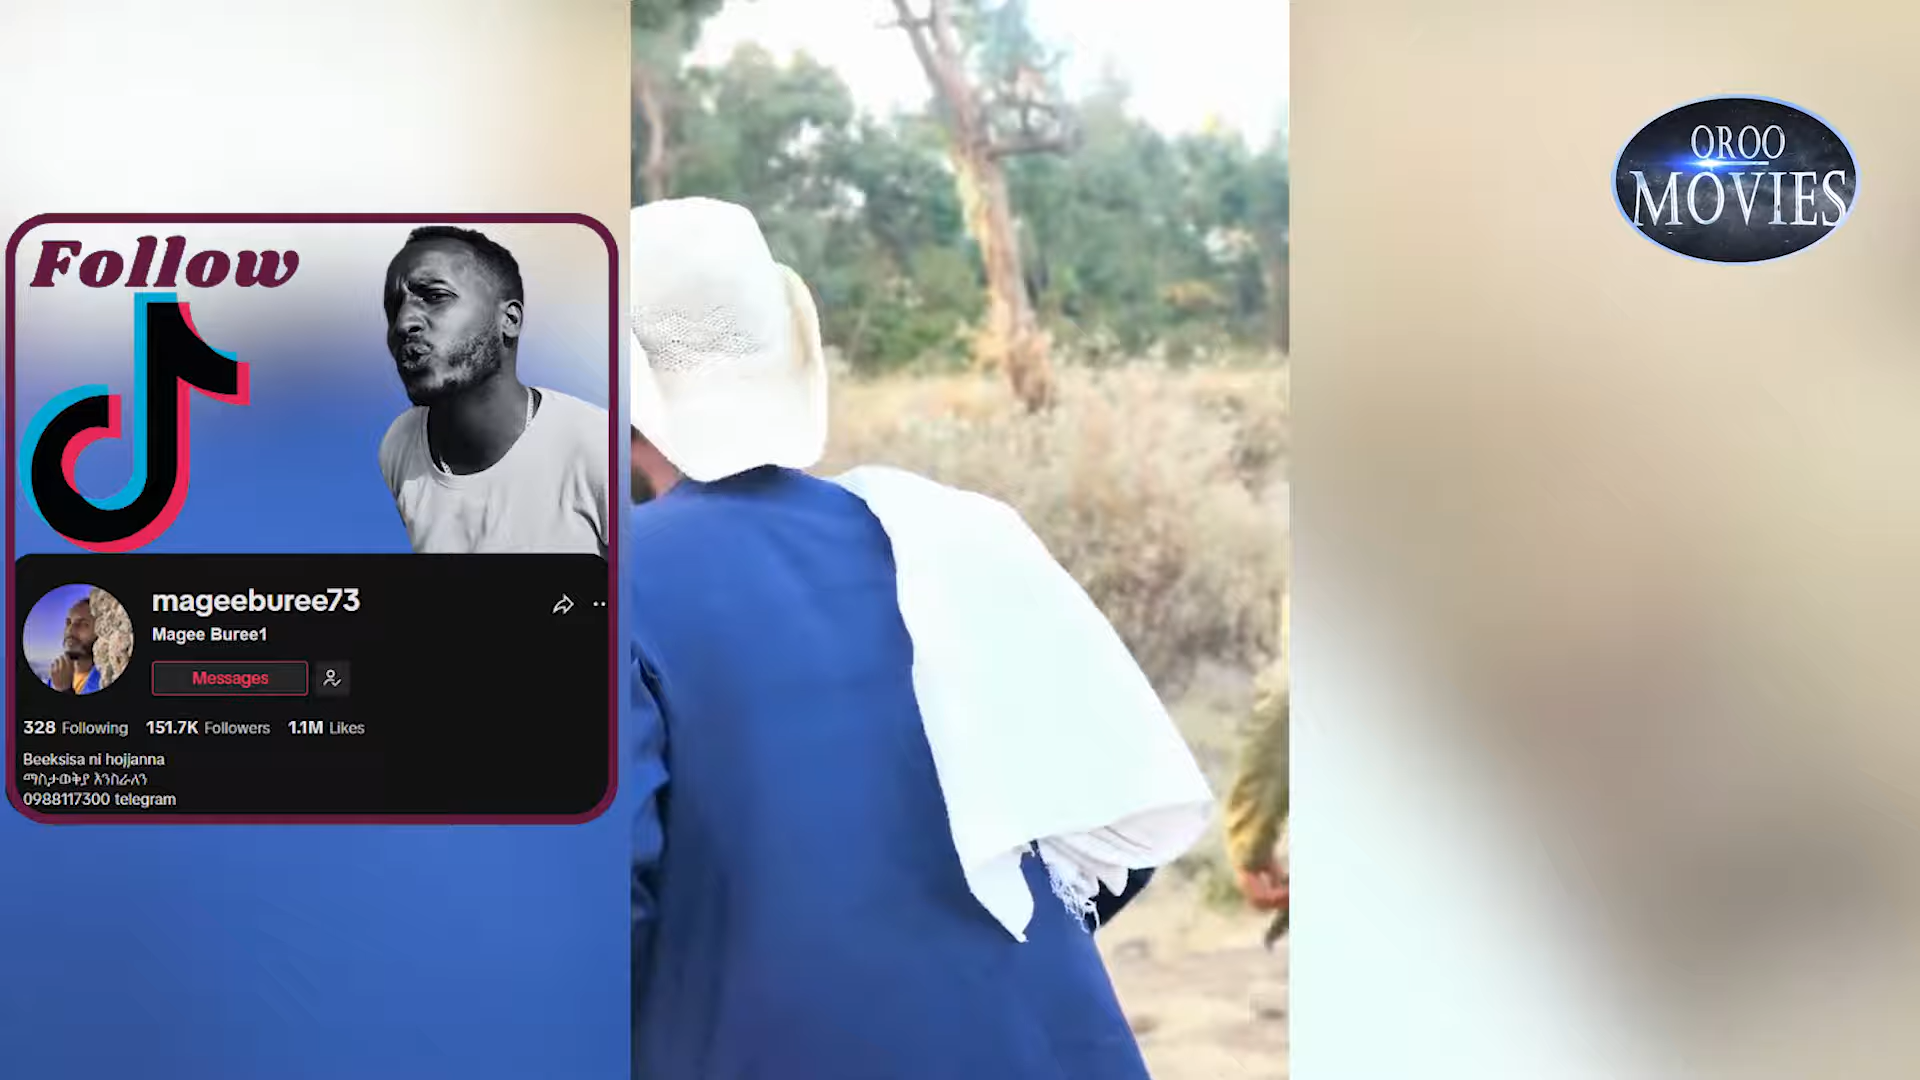 Follow
mageeburee73
Magee Buree1
Messages
328 Following 151.7K Followers 1.1M Likes
Beeksisa ni hojjanna
ማስታወቅያ እንሰራለን
0988117300 telegram
OROO
MOVIES